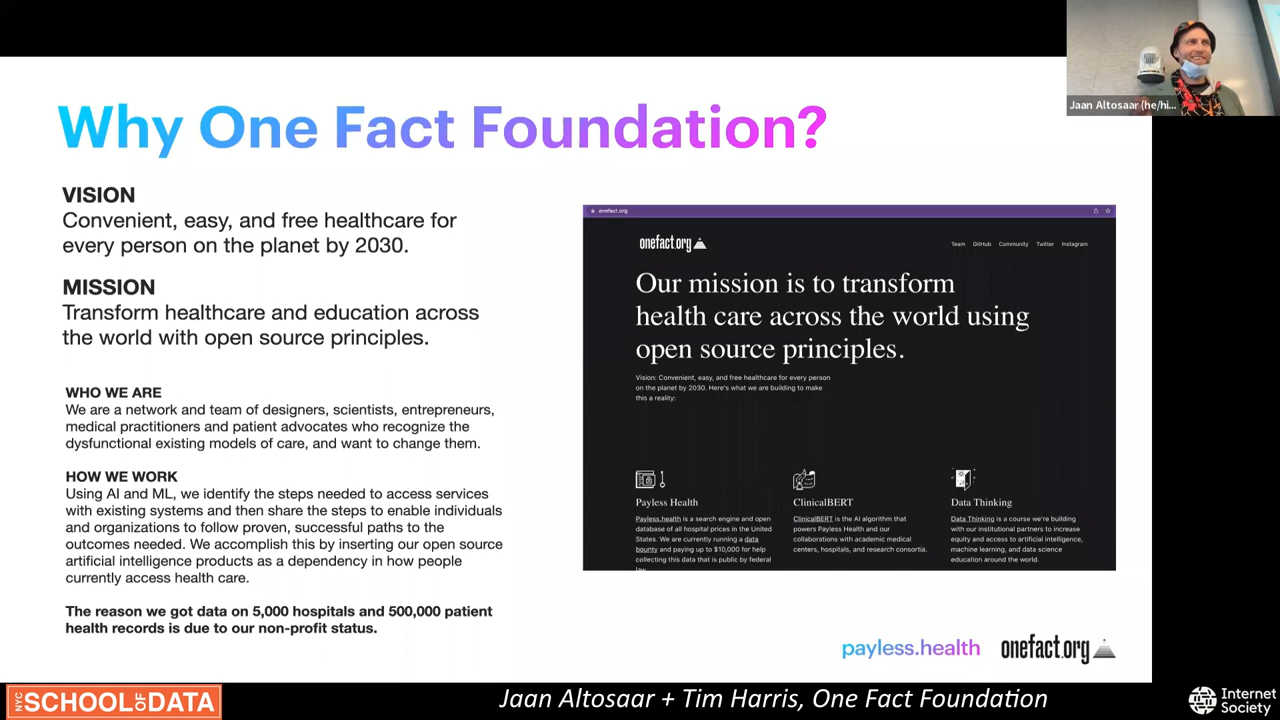 Why One Fact Foundation?
VISION
Convenient, easy, and free healthcare for
every person on the planet by 2030.
MISSION
Transform healthcare and education across
the world with open source principles.
WHO WE ARE
We are a network and team of designers, scientists, entrepreneurs,
medical practitioners and patient advocates who recognize the
dysfunctional existing models of care, and want to change them.
HOW WE WORK
Using AI and ML, we identify the steps needed to access services
with existing systems and then share the steps to enable individuals
and organizations to follow proven, successful paths to the
outcomes needed. We accomplish this by inserting our open source
artificial intelligence products as a dependency in how people
currently access health care.
The reason we got data on 5,000 hospitals and 500,000 patient
health records is due to our non-profit status.
onefact.org
onefact.org
Team GitHub Community Twitter Instagram
Our mission is to transform
health care across the world using
open source principles.
Vision: Convenient, easy, and free healthcare for every person
on the planet by 2030. Here's what we are building to make
this a reality:
Payless Health
Payless.health is a search engine and open
database of all hospital prices in the United
States. We are currently running a data
bounty and paying up to $10,000 for help
collecting this data that is public by federal
law.
ClinicalBERT
ClinicalBERT is the AI algorithm that
powers Payless Health and our
collaborations with academic medical
centers, hospitals, and research consortia.
Data Thinking
Data Thinking is a course we're building
with our institutional partners to increase
equity and access to artificial intelligence,
machine learning, and data science
education around the world.
payless.health onefact.org
Jaan Altosaar (he/hi...
NYC SCHOOL OF DATA
Jaan Altosaar + Tim Harris, One Fact Foundation
Internet
Society